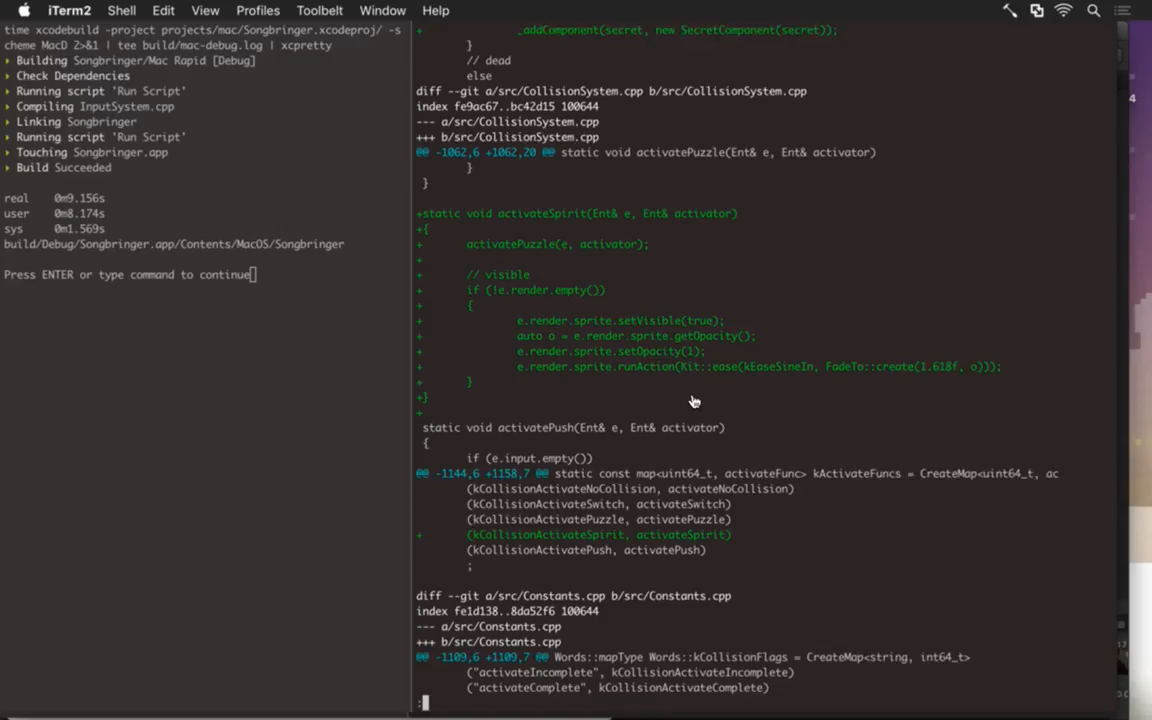 iTerm2 Shell Edit View Profiles Toolbelt Window Help
time xcodebuild -project projects/mac/Songbringer.xcodeproj/ -s
cheme MacD 2>&1 | tee build/mac-debug.log | xcpretty
▸ Building Songbringer/Mac Rapid [Debug]
▸ Check Dependencies
▸ Running script 'Run Script'
▸ Compiling InputSystem.cpp
▸ Linking Songbringer
▸ Running script 'Run Script'
▸ Touching Songbringer.app
▸ Build Succeeded
real 0m9.156s
user 0m8.174s
sys 0m1.569s
build/Debug/Songbringer.app/Contents/MacOS/Songbringer
Press ENTER or type command to continue
+ _addComponent(secret, new SecretComponent(secret));
}
// dead
else
diff --git a/src/CollisionSystem.cpp b/src/CollisionSystem.cpp
index fe9ac67..bc42d15 100644
--- a/src/CollisionSystem.cpp
+++ b/src/CollisionSystem.cpp
@@ -1062,6 +1062,20 @@ static void activatePuzzle(Ent& e, Ent& activator)
}
}
+static void activateSpirit(Ent& e, Ent& activator)
+{
+ activatePuzzle(e, activator);
+
+ // visible
+ if (!e.render.empty())
+ {
+ e.render.sprite.setVisible(true);
+ auto o = e.render.sprite.getOpacity();
+ e.render.sprite.setOpacity(1);
+ e.render.sprite.runAction(Kit::ease(kEaseSineIn, FadeTo::create(1.618f, o)));
+ }
+}
+
static void activatePush(Ent& e, Ent& activator)
{
if (e.input.empty())
@@ -1144,6 +1158,7 @@ static const map<uint64_t, activateFunc> kActivateFuncs = CreateMap<uint64_t, ac
(kCollisionActivateNoCollision, activateNoCollision)
(kCollisionActivateSwitch, activateSwitch)
(kCollisionActivatePuzzle, activatePuzzle)
+ (kCollisionActivateSpirit, activateSpirit)
(kCollisionActivatePush, activatePush)
;
diff --git a/src/Constants.cpp b/src/Constants.cpp
index fe1d138..8da52f6 100644
--- a/src/Constants.cpp
+++ b/src/Constants.cpp
@@ -1109,6 +1109,7 @@ Words::mapType Words::kCollisionFlags = CreateMap<string, int64_t>
("activateIncomplete", kCollisionActivateIncomplete)
("activateComplete", kCollisionActivateComplete)
:
4